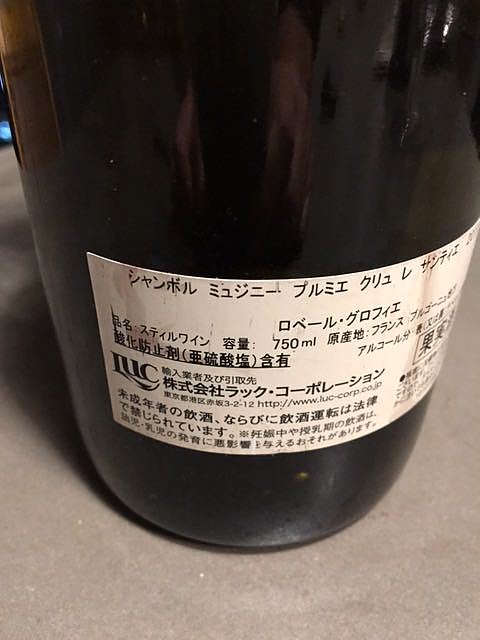 シャンボル ミュジニー プルミエ クリュ レ サンティエ
ロベール・グロフィエ
品名: スティルワイン 容量: 750ml 原産地: フランス ブルゴーニュ
酸化防止剤(亜硫酸塩)含有 アルコール分
LUC 輸入業者及び引取先
株式会社ラック・コーポレーション
東京都港区赤坂3-2-12 http://www.luc-corp.co.jp
未成年者の飲酒、ならびに飲酒運転は法律
で禁じられています。※妊娠中や授乳期の飲酒は、
胎児・乳児の発育に悪影響を与えるおそれがあります。